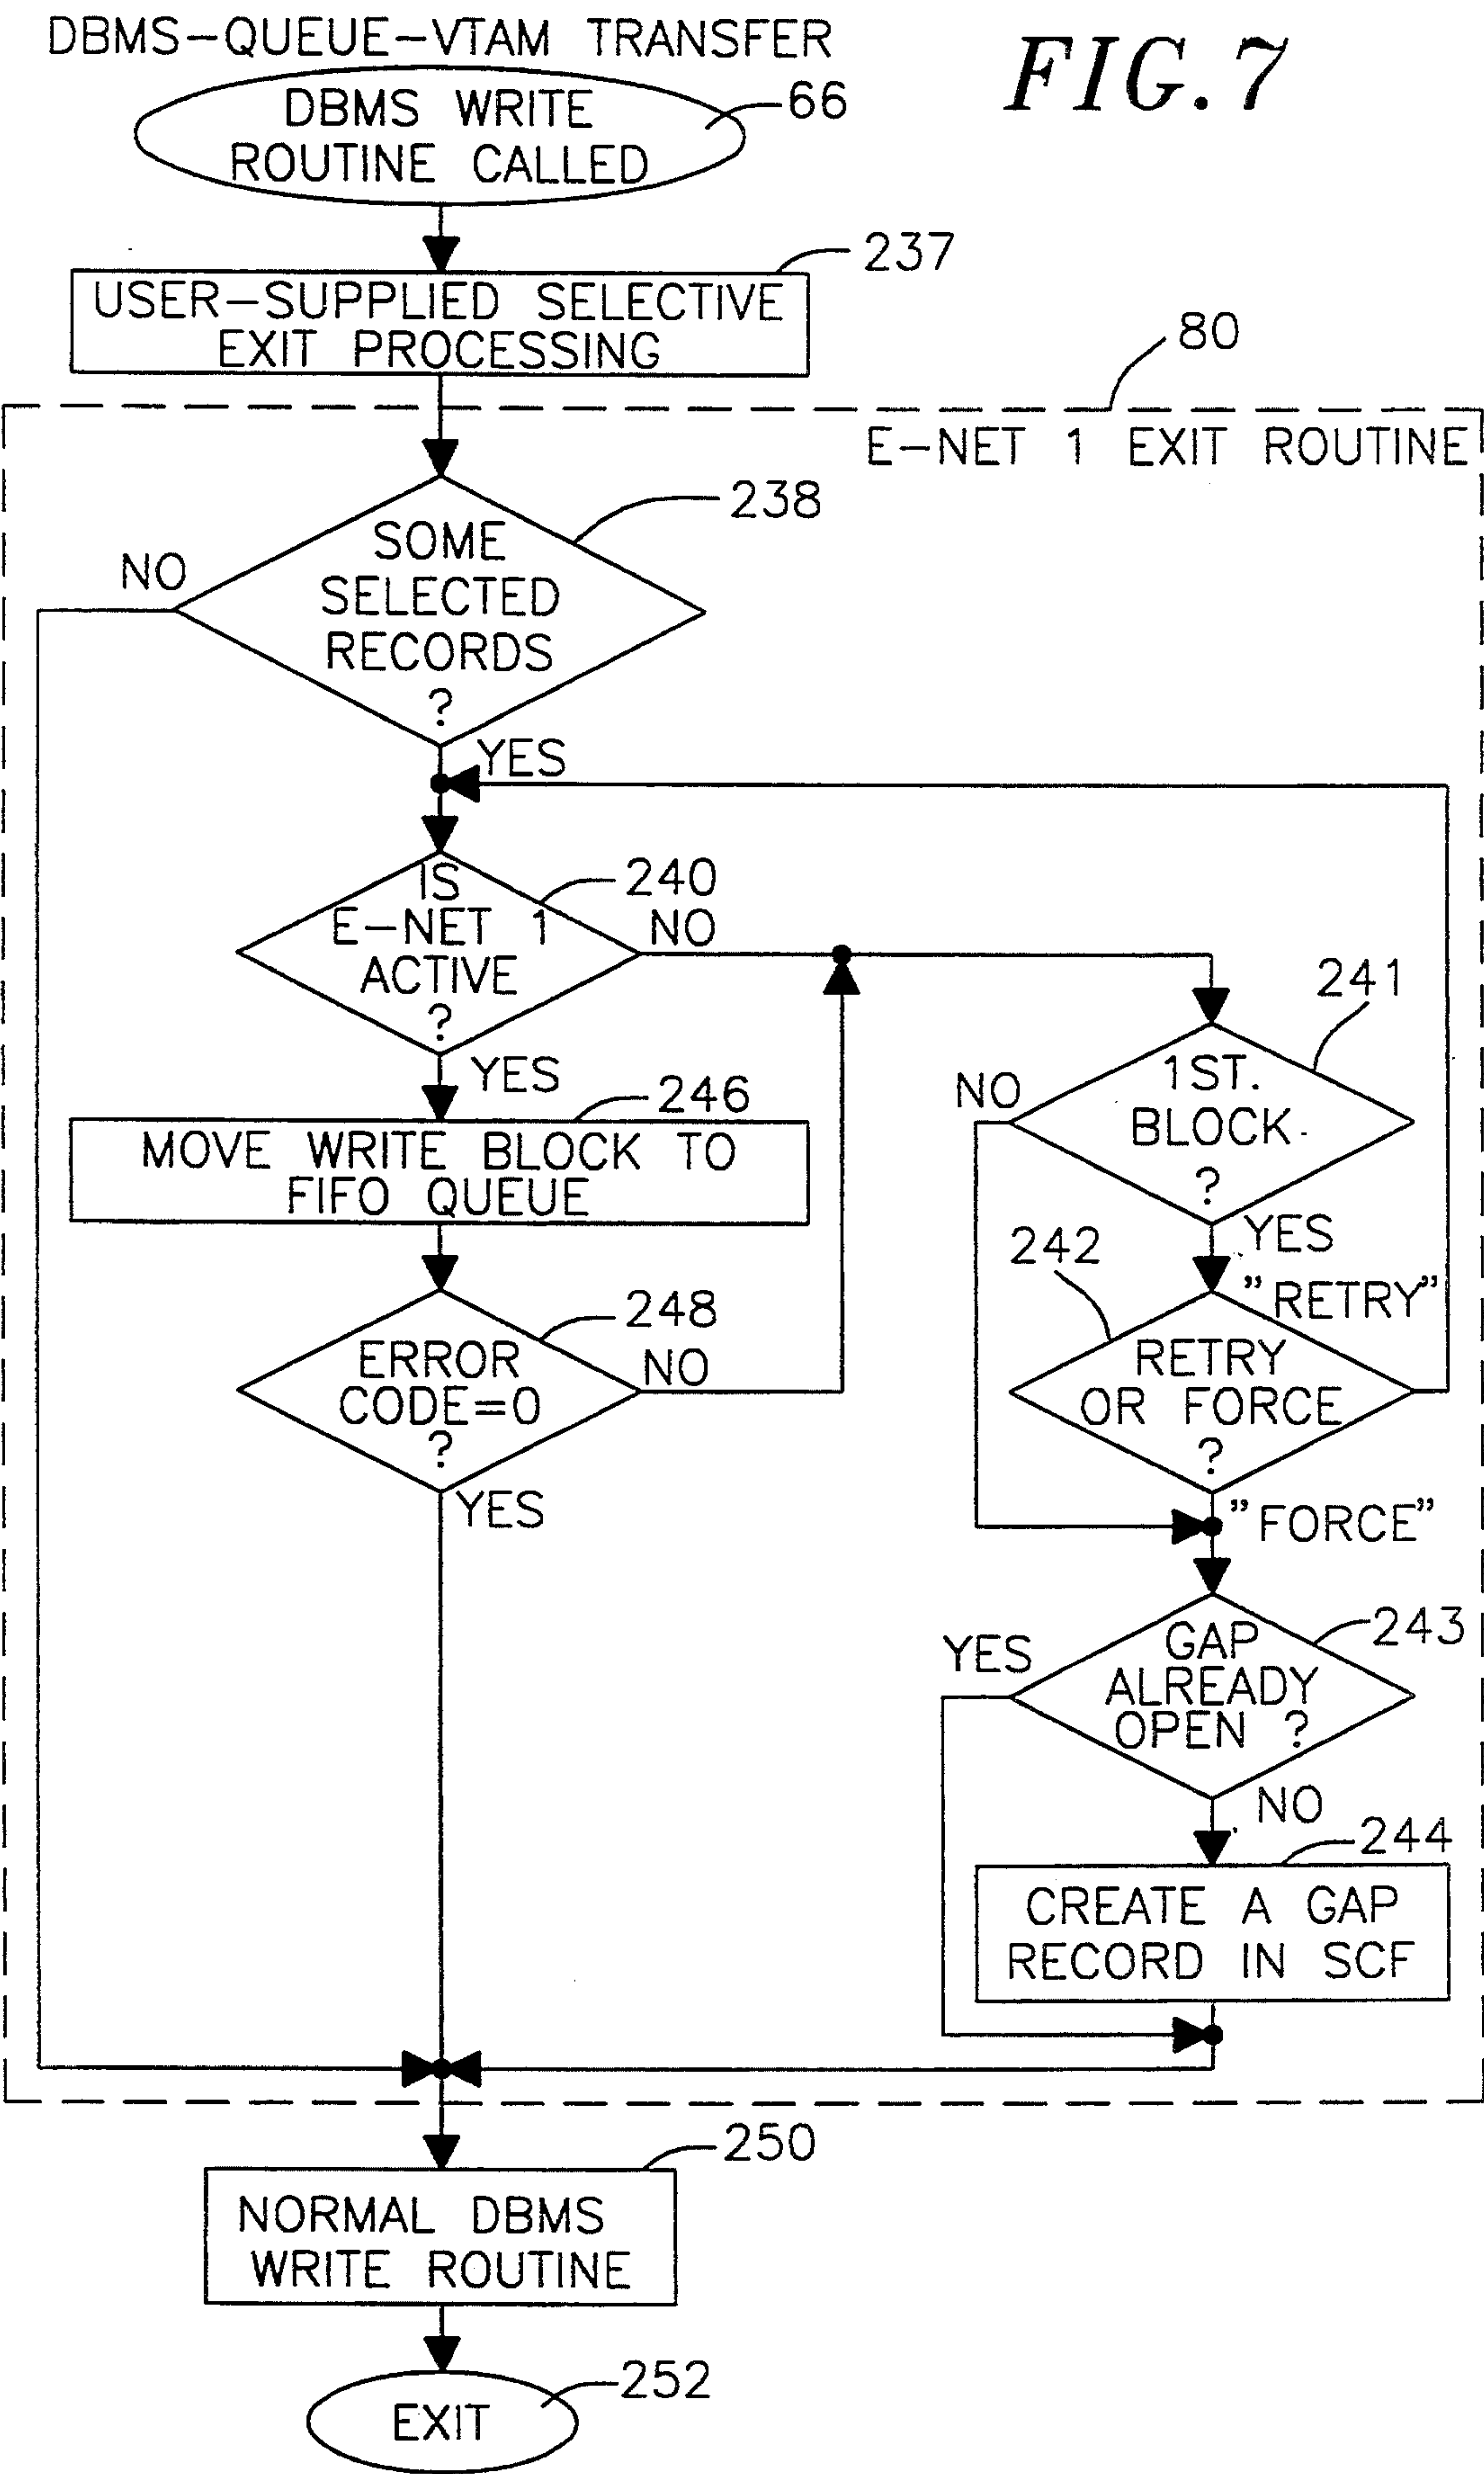 DBMS-QUEUE-VTAM TRANSFER
FIG. 7
DBMS WRITE
ROUTINE CALLED
66
237
USER-SUPPLIED SELECTIVE
EXIT PROCESSING
80
E-NET 1 EXIT ROUTINE
238
SOME
SELECTED
RECORDS
?
NO
YES
240
IS
E-NET 1
ACTIVE
?
NO
YES
241
1ST.
BLOCK
?
NO
YES
246
MOVE WRITE BLOCK TO
FIFO QUEUE
242
"RETRY"
RETRY
OR FORCE
?
"FORCE"
248
ERROR
CODE=0
?
NO
YES
243
GAP
ALREADY
OPEN ?
YES
NO
244
CREATE A GAP
RECORD IN SCF
250
NORMAL DBMS
WRITE ROUTINE
252
EXIT